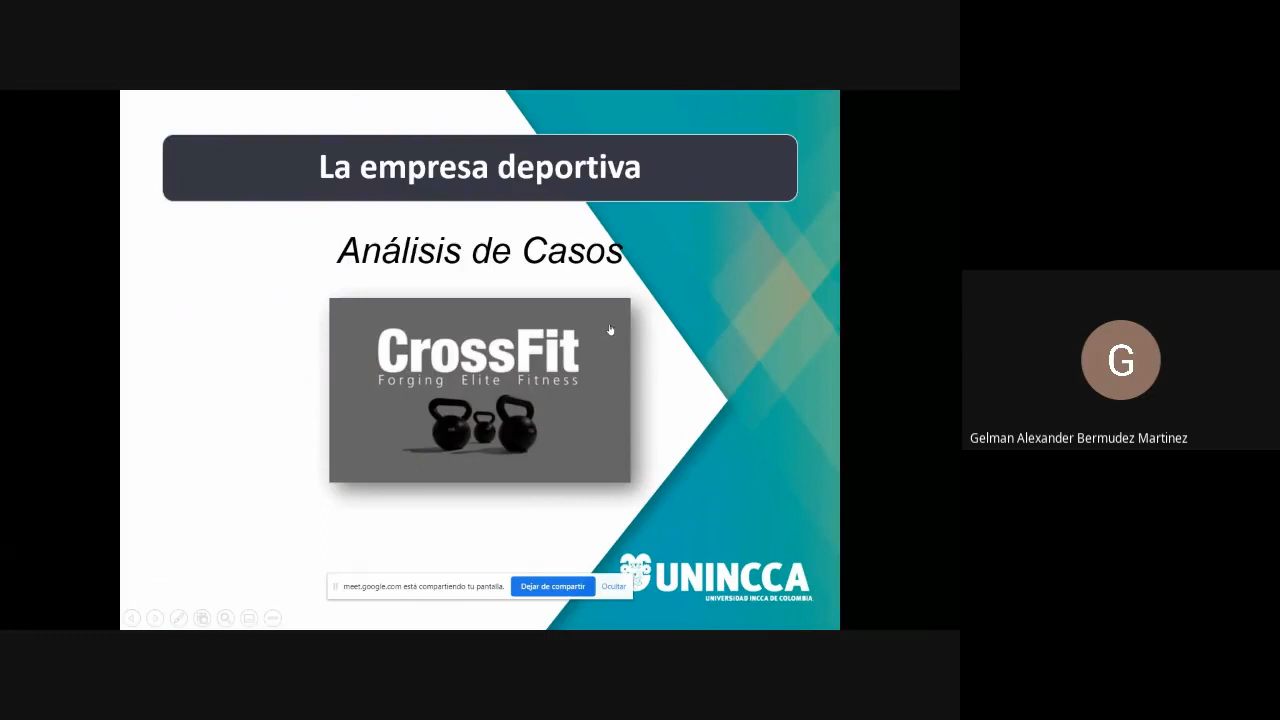 La empresa deportiva
Análisis de Casos
CrossFit
Forging Elite Fitness
meet.google.com está compartiendo tu pantalla.
Dejar de compartir
Ocultar
UNINCCA
UNIVERSIDAD INCCA DE COLOMBIA
G
Gelman Alexander Bermudez Martinez